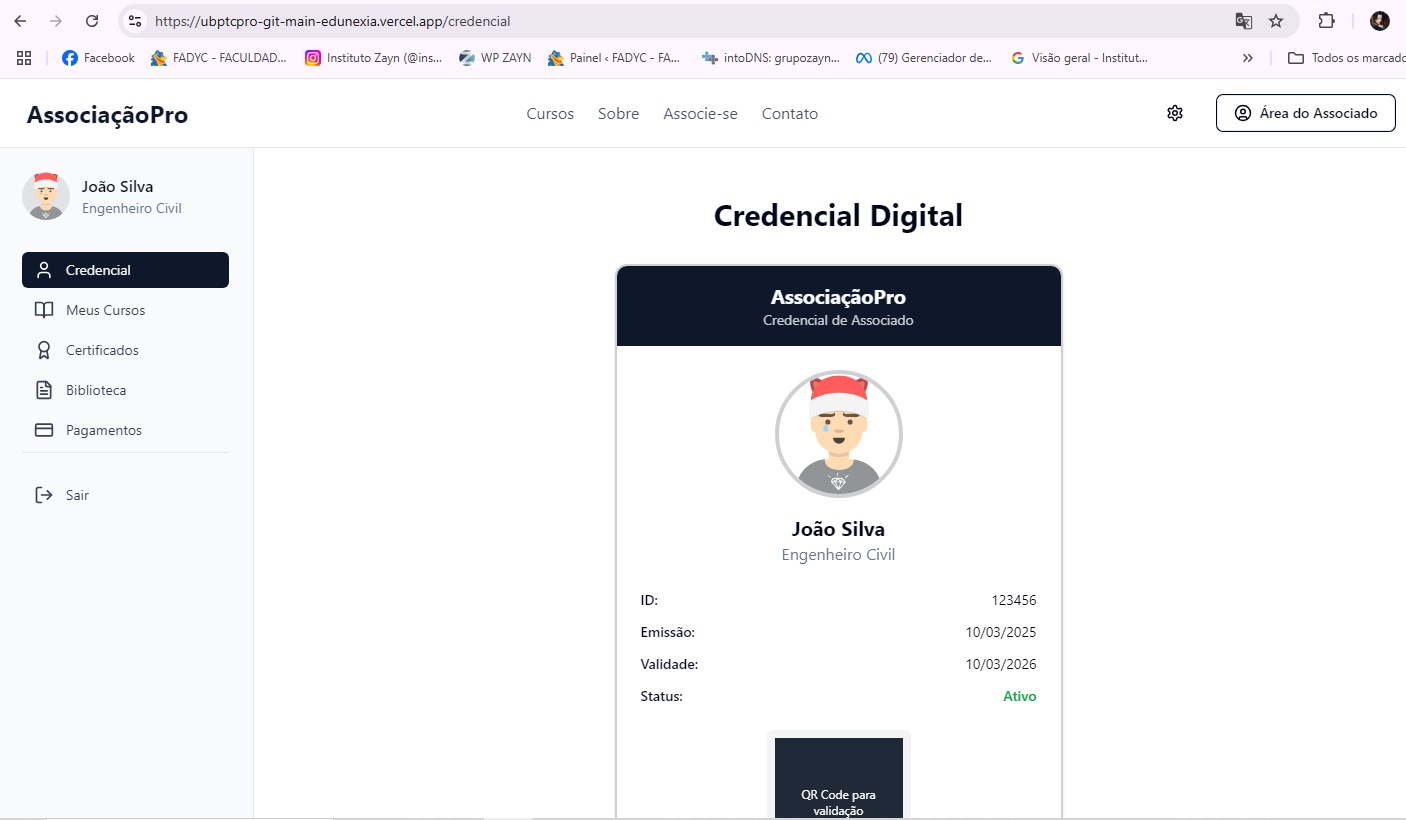 https://ubptcpro-git-main-edunexia.vercel.app/credencial
Facebook FADYC - FACULDAD... Instituto Zayn (@ins... WP ZAYN Painel ‹ FADYC - FA... intoDNS: grupozayn... (79) Gerenciador de... Visão geral - Institut... Todos os marcado
AssociaçãoPro
Cursos Sobre Associe-se Contato
Área do Associado
João Silva
Engenheiro Civil
Credencial
Meus Cursos
Certificados
Biblioteca
Pagamentos
Sair
Credencial Digital
AssociaçãoPro
Credencial de Associado
João Silva
Engenheiro Civil
ID: 123456
Emissão: 10/03/2025
Validade: 10/03/2026
Status: Ativo
QR Code para
validação